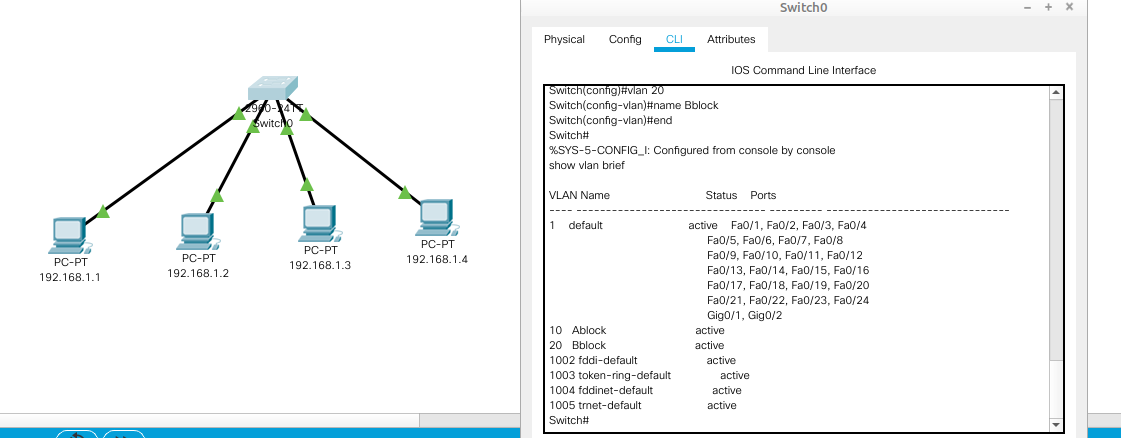 Switch0
Physical Config CLI Attributes
IOS Command Line Interface
Switch(config)#vlan 20
Switch(config-vlan)#name Bblock
Switch(config-vlan)#end
Switch#
%SYS-5-CONFIG_I: Configured from console by console
show vlan brief
VLAN Name Status Ports
---- -------------------------------- --------- -------------------------------
1 default active Fa0/1, Fa0/2, Fa0/3, Fa0/4
Fa0/5, Fa0/6, Fa0/7, Fa0/8
Fa0/9, Fa0/10, Fa0/11, Fa0/12
Fa0/13, Fa0/14, Fa0/15, Fa0/16
Fa0/17, Fa0/18, Fa0/19, Fa0/20
Fa0/21, Fa0/22, Fa0/23, Fa0/24
Gig0/1, Gig0/2
10 Ablock active
20 Bblock active
1002 fddi-default active
1003 token-ring-default active
1004 fddinet-default active
1005 trnet-default active
Switch#
2960-24TT
Switch0
PC-PT
192.168.1.1
PC-PT
192.168.1.2
PC-PT
192.168.1.3
PC-PT
192.168.1.4